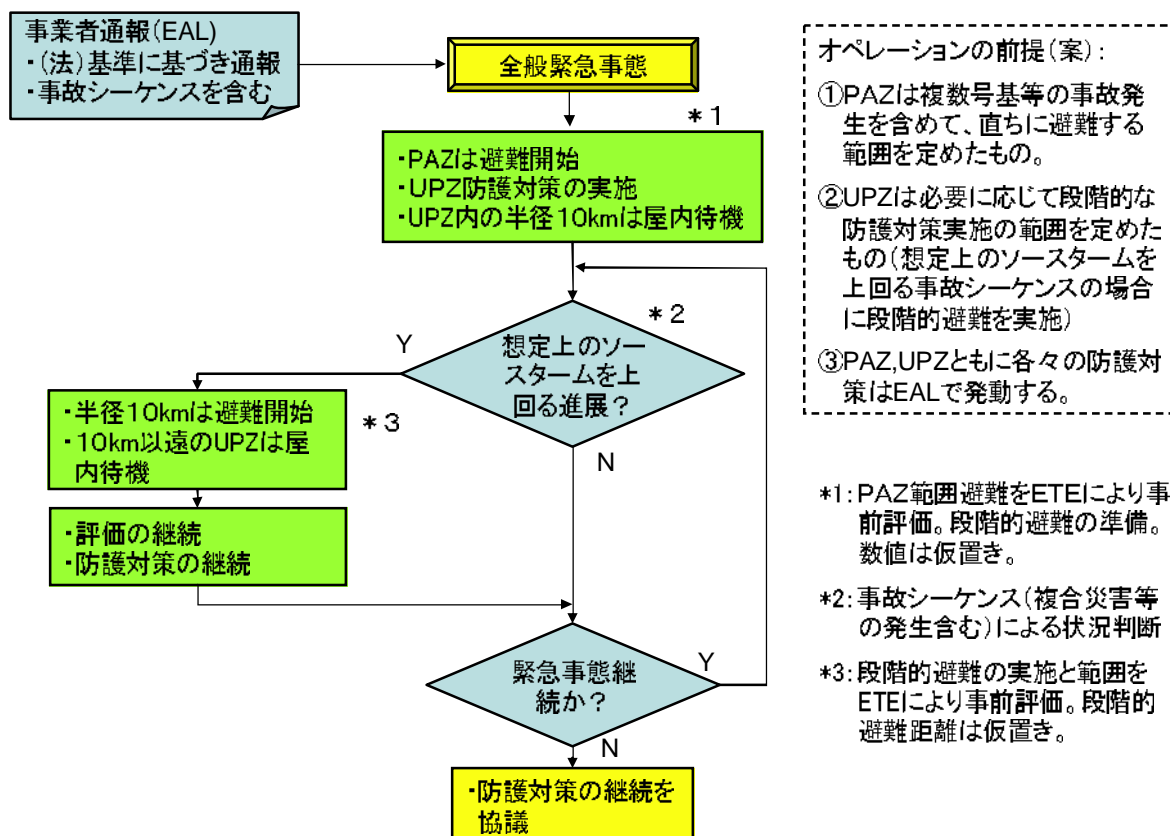 事業者通報(EAL)
・(法)基準に基づき通報
・事故シーケンスを含む
全般緊急事態
*1
・PAZは避難開始
・UPZ防護対策の実施
・UPZ内の半径10kmは屋内待機
*2
想定上のソー
スタームを上
回る進展?
Y
N
・半径10kmは避難開始
・10km以遠のUPZは屋
内待機
*3
・評価の継続
・防護対策の継続
緊急事態継
続か?
Y
N
・防護対策の継続を
協議
オペレーションの前提(案):
①PAZは複数号基等の事故発
生を含めて、直ちに避難する
範囲を定めたもの。
②UPZは必要に応じて段階的な
防護対策実施の範囲を定めた
もの(想定上のソースタームを
上回る事故シーケンスの場合
に段階的避難を実施)
③PAZ,UPZともに各々の防護対
策はEALで発動する。
*1:PAZ範囲避難をETEにより事
前評価。段階的避難の準備。
数値は仮置き。
*2:事故シーケンス(複合災害等
の発生含む)による状況判断
*3:段階的避難の実施と範囲を
ETEにより事前評価。段階的
避難距離は仮置き。